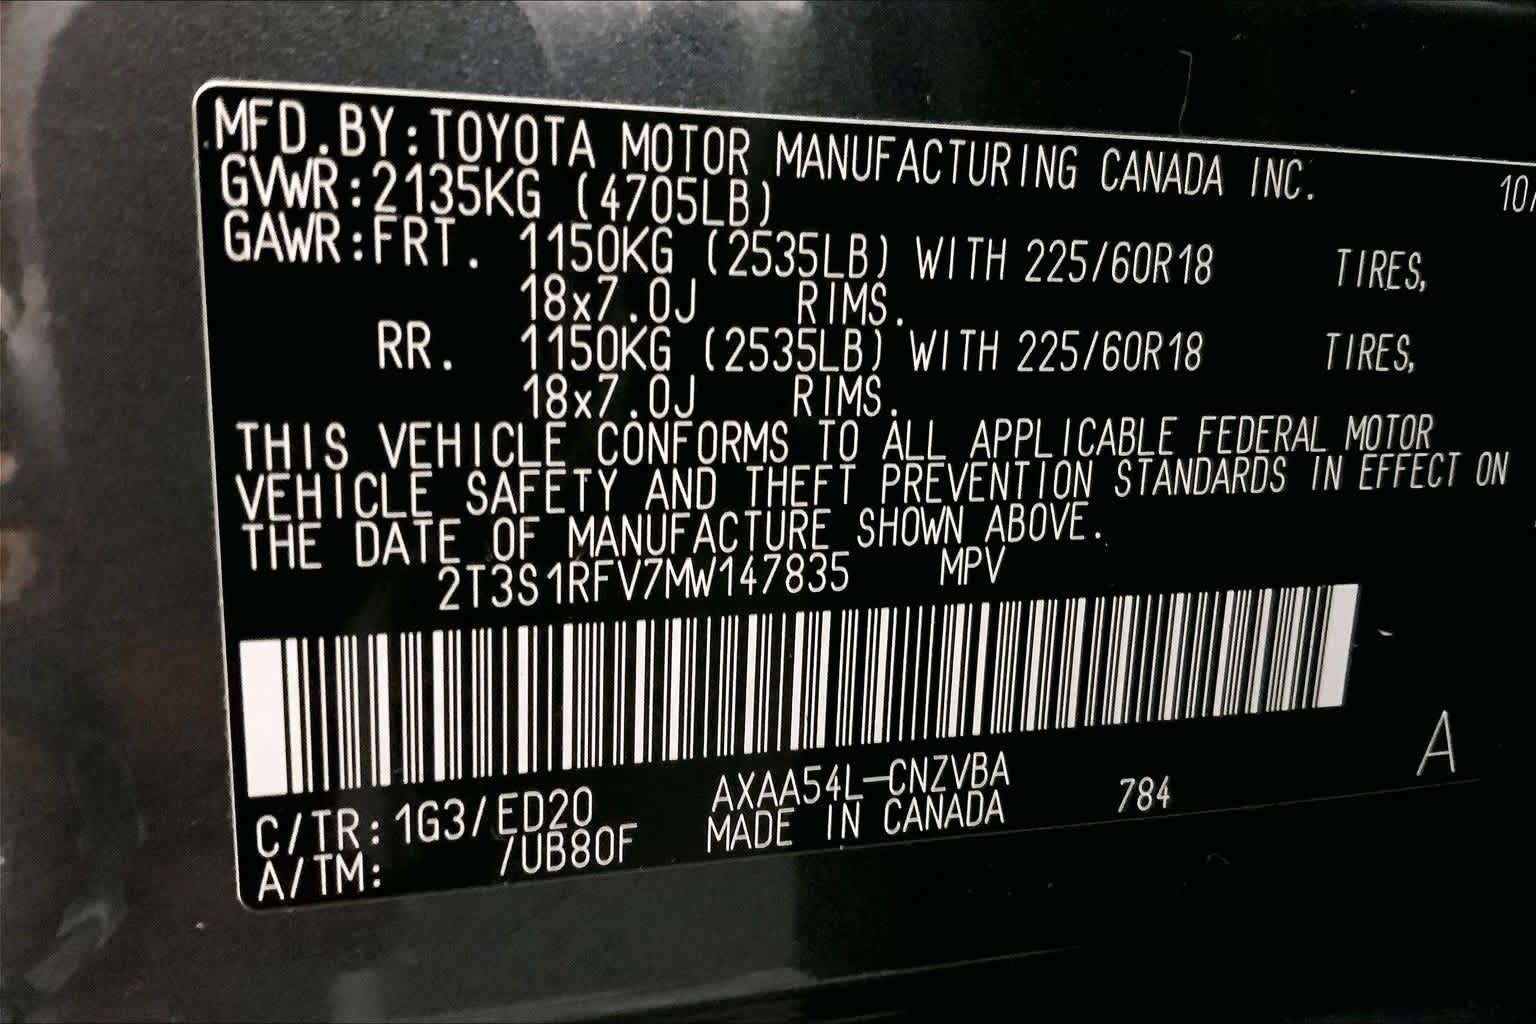 MFD.BY:TOYOTA MOTOR MANUFACTURING CANADA INC. 10/
GVWR:2135KG (4705LB)
GAWR:FRT. 1150KG (2535LB) WITH 225/60R18 TIRES,
18x7.0J RIMS.
RR. 1150KG (2535LB) WITH 225/60R18 TIRES,
18x7.0J RIMS.
THIS VEHICLE CONFORMS TO ALL APPLICABLE FEDERAL MOTOR
VEHICLE SAFETY AND THEFT PREVENTION STANDARDS IN EFFECT ON
THE DATE OF MANUFACTURE SHOWN ABOVE.
2T3S1RFV7MW147835 MPV
A
C/TR:1G3/ED20 AXAA54L-CNZVBA 784
A/TM: /UB80F MADE IN CANADA